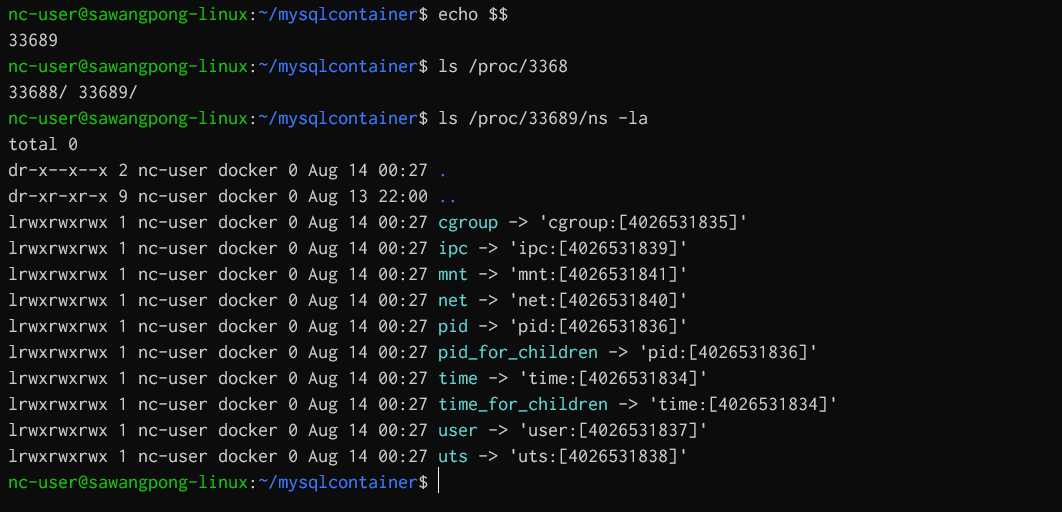 nc-user@sawangpong-linux:~/mysqlcontainer$ echo $$
33689
nc-user@sawangpong-linux:~/mysqlcontainer$ ls /proc/3368
33688/ 33689/
nc-user@sawangpong-linux:~/mysqlcontainer$ ls /proc/33689/ns -la
total 0
dr-x--x--x 2 nc-user docker 0 Aug 14 00:27 .
dr-xr-xr-x 9 nc-user docker 0 Aug 13 22:00 ..
lrwxrwxrwx 1 nc-user docker 0 Aug 14 00:27 cgroup -> 'cgroup:[4026531835]'
lrwxrwxrwx 1 nc-user docker 0 Aug 14 00:27 ipc -> 'ipc:[4026531839]'
lrwxrwxrwx 1 nc-user docker 0 Aug 14 00:27 mnt -> 'mnt:[4026531841]'
lrwxrwxrwx 1 nc-user docker 0 Aug 14 00:27 net -> 'net:[4026531840]'
lrwxrwxrwx 1 nc-user docker 0 Aug 14 00:27 pid -> 'pid:[4026531836]'
lrwxrwxrwx 1 nc-user docker 0 Aug 14 00:27 pid_for_children -> 'pid:[4026531836]'
lrwxrwxrwx 1 nc-user docker 0 Aug 14 00:27 time -> 'time:[4026531834]'
lrwxrwxrwx 1 nc-user docker 0 Aug 14 00:27 time_for_children -> 'time:[4026531834]'
lrwxrwxrwx 1 nc-user docker 0 Aug 14 00:27 user -> 'user:[4026531837]'
lrwxrwxrwx 1 nc-user docker 0 Aug 14 00:27 uts -> 'uts:[4026531838]'
nc-user@sawangpong-linux:~/mysqlcontainer$